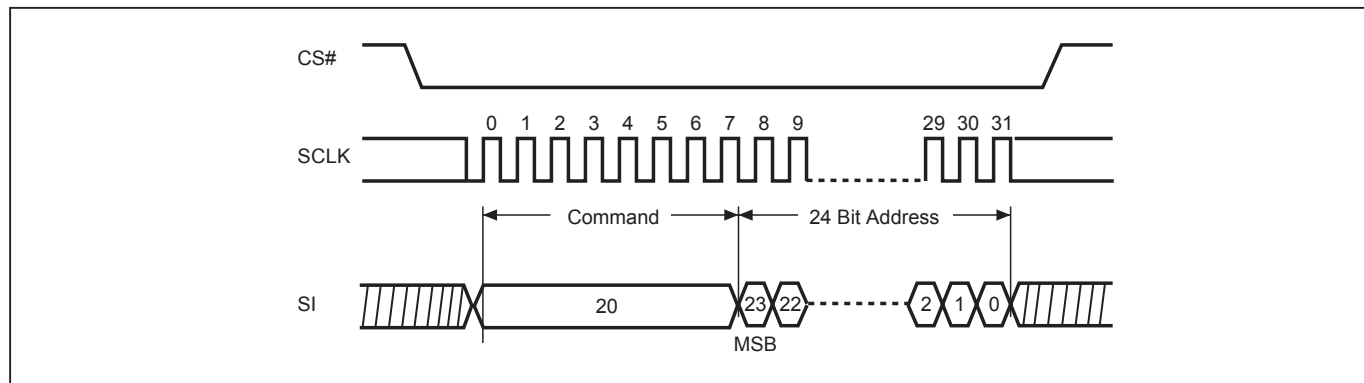 CS#
0 1 2 3 4 5 6 7 8 9 29 30 31
SCLK
Command 24 Bit Address
SI 20 23 22 2 1 0
MSB